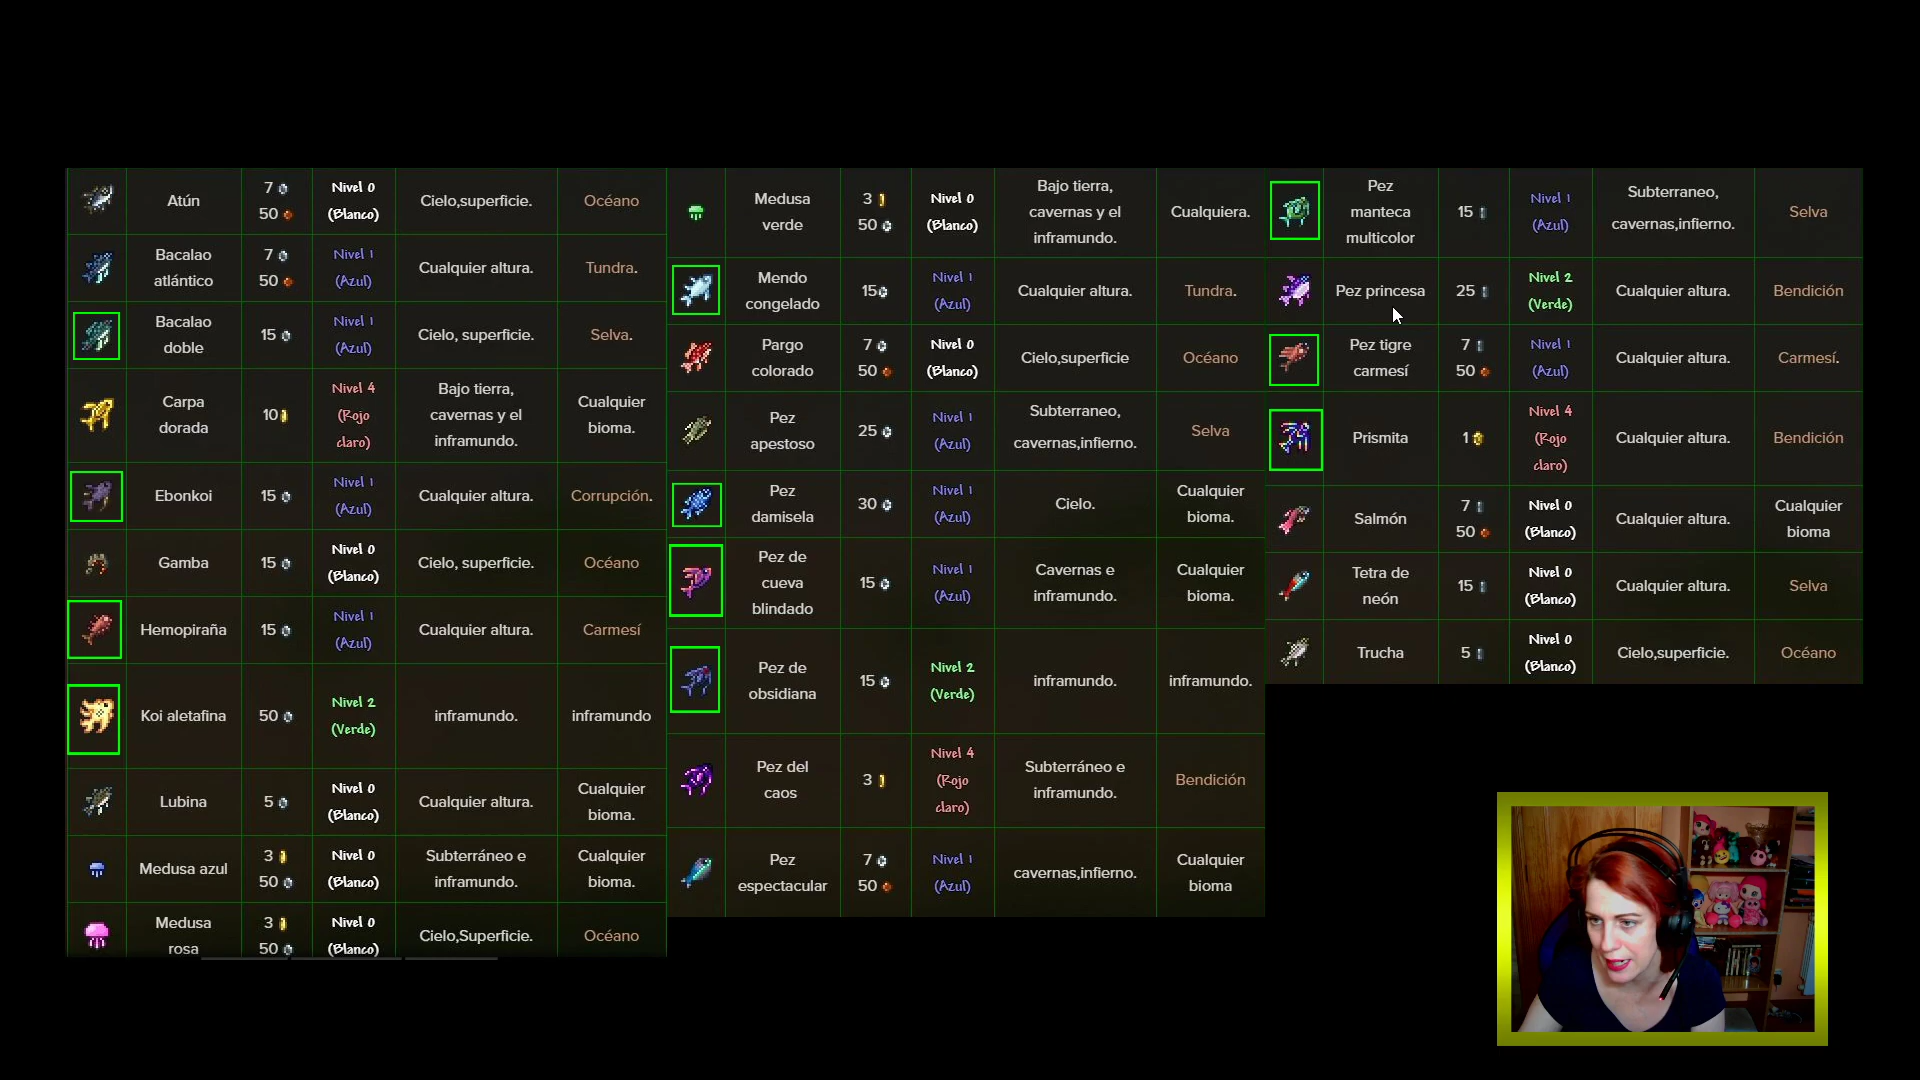 Atún
7
50
Nivel 0
(Blanco)
Cielo,superficie.
Océano
Bacalao
atlántico
7
50
Nivel 1
(Azul)
Cualquier altura.
Tundra.
Bacalao
doble
15
Nivel 1
(Azul)
Cielo, superficie.
Selva.
Carpa
dorada
10
Nivel 4
(Rojo
claro)
Bajo tierra,
cavernas y el
inframundo.
Cualquier
bioma.
Ebonkoi
15
Nivel 1
(Azul)
Cualquier altura.
Corrupción.
Gamba
15
Nivel 0
(Blanco)
Cielo, superficie.
Océano
Hemopiraña
15
Nivel 1
(Azul)
Cualquier altura.
Carmesí
Koi aletafina
50
Nivel 2
(Verde)
inframundo.
inframundo
Lubina
5
Nivel 0
(Blanco)
Cualquier altura.
Cualquier
bioma.
Medusa azul
3
50
Nivel 0
(Blanco)
Subterráneo e
inframundo.
Cualquier
bioma.
Medusa
rosa
3
50
Nivel 0
(Blanco)
Cielo,Superficie.
Océano
Medusa
verde
3
50
Nivel 0
(Blanco)
Bajo tierra,
cavernas y el
inframundo.
Cualquiera.
Mendo
congelado
15
Nivel 1
(Azul)
Cualquier altura.
Tundra.
Pargo
colorado
7
50
Nivel 0
(Blanco)
Cielo,superficie
Océano
Pez
apestoso
25
Nivel 1
(Azul)
Subterraneo,
cavernas,infierno.
Selva
Pez
damisela
30
Nivel 1
(Azul)
Cielo.
Cualquier
bioma.
Pez de
cueva
blindado
15
Nivel 1
(Azul)
Cavernas e
inframundo.
Cualquier
bioma.
Pez de
obsidiana
15
Nivel 2
(Verde)
inframundo.
inframundo.
Pez del
caos
3
Nivel 4
(Rojo
claro)
Subterráneo e
inframundo.
Bendición
Pez
espectacular
7
50
Nivel 1
(Azul)
cavernas,infierno.
Cualquier
bioma
Pez
manteca
multicolor
15
Nivel 1
(Azul)
Subterraneo,
cavernas,infierno.
Selva
Pez princesa
25
Nivel 2
(Verde)
Cualquier altura.
Bendición
Pez tigre
carmesí
7
50
Nivel 1
(Azul)
Cualquier altura.
Carmesí.
Prismita
1
Nivel 4
(Rojo
claro)
Cualquier altura.
Bendición
Salmón
7
50
Nivel 0
(Blanco)
Cualquier altura.
Cualquier
bioma
Tetra de
neón
15
Nivel 0
(Blanco)
Cualquier altura.
Selva
Trucha
5
Nivel 0
(Blanco)
Cielo,superficie.
Océano